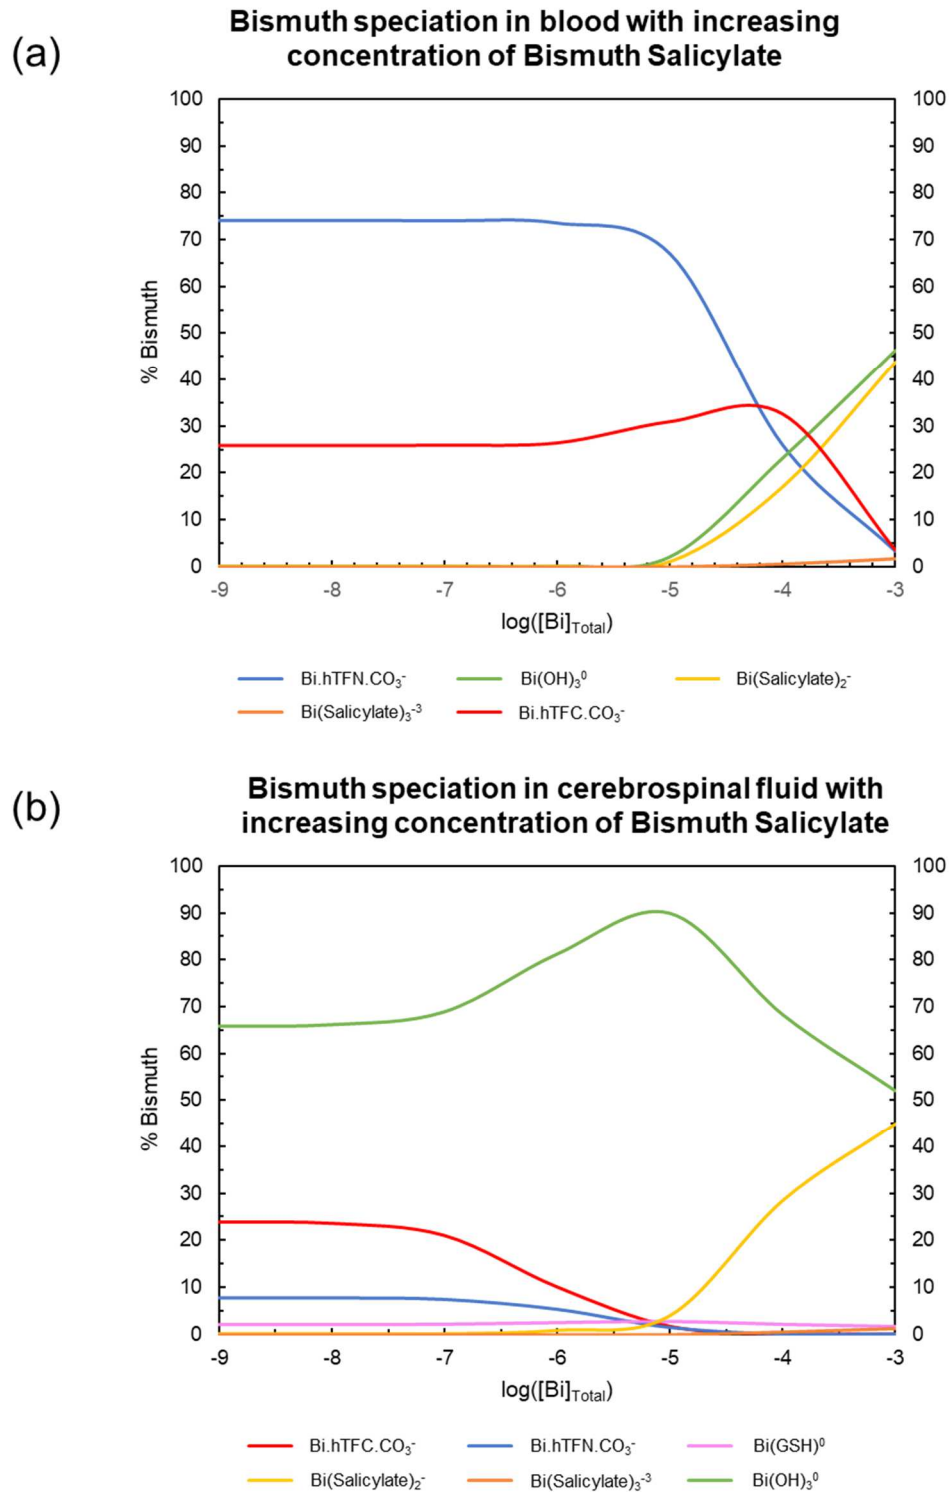 (a)
Bismuth speciation in blood with increasing
concentration of Bismuth Salicylate
100 100
90 90
80 80
70 70
60 60
50 50
40 40
30 30
20 20
10 10
0 0
% Bismuth
-9 -8 -7 -6 -5 -4 -3
log([Bi]Total)
Bi.hTFN.CO₃⁻ Bi(OH)₃⁰ Bi(Salicylate)₂⁻
Bi(Salicylate)₃⁻³ Bi.hTFC.CO₃⁻
(b)
Bismuth speciation in cerebrospinal fluid with
increasing concentration of Bismuth Salicylate
100 100
90 90
80 80
70 70
60 60
50 50
40 40
30 30
20 20
10 10
0 0
% Bismuth
-9 -8 -7 -6 -5 -4 -3
log([Bi]Total)
Bi.hTFC.CO₃⁻ Bi.hTFN.CO₃⁻ Bi(GSH)⁰
Bi(Salicylate)₂⁻ Bi(Salicylate)₃⁻³ Bi(OH)₃⁰